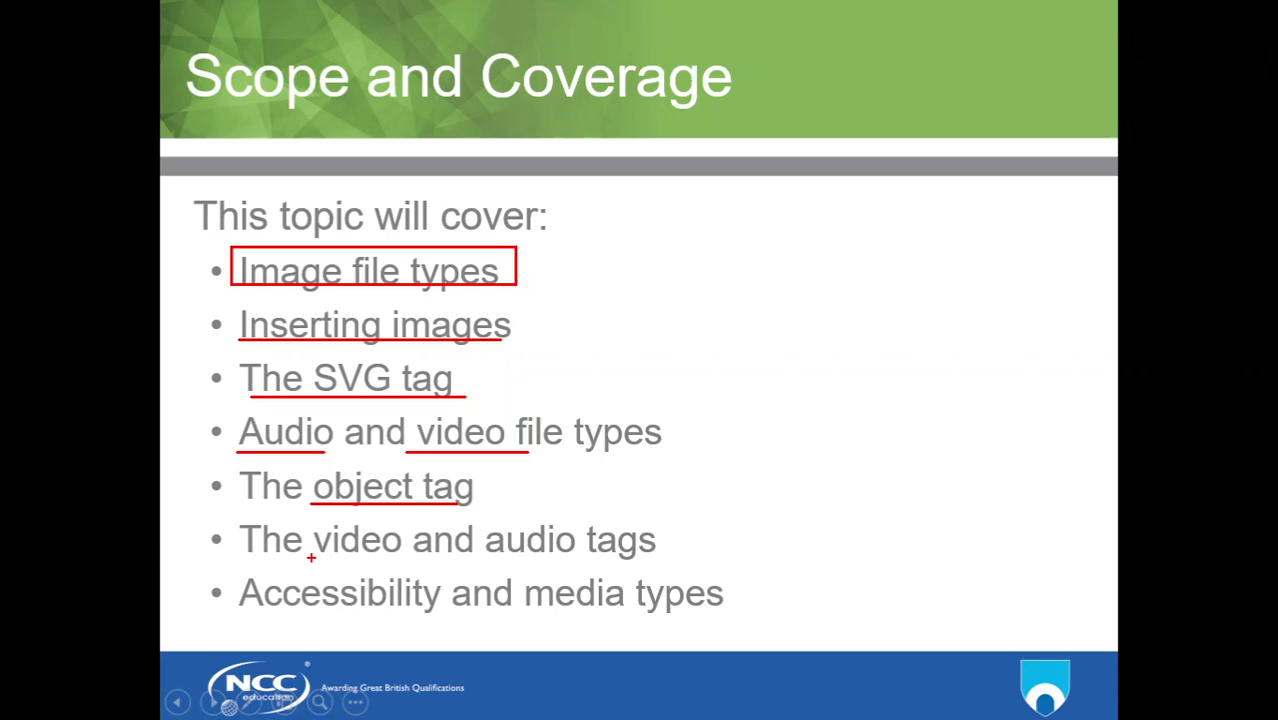 Scope and Coverage
This topic will cover:
• Image file types
• Inserting images
• The SVG tag
• Audio and video file types
• The object tag
• The video and audio tags
• Accessibility and media types
NCC
education
®
Awarding Great British Qualifications